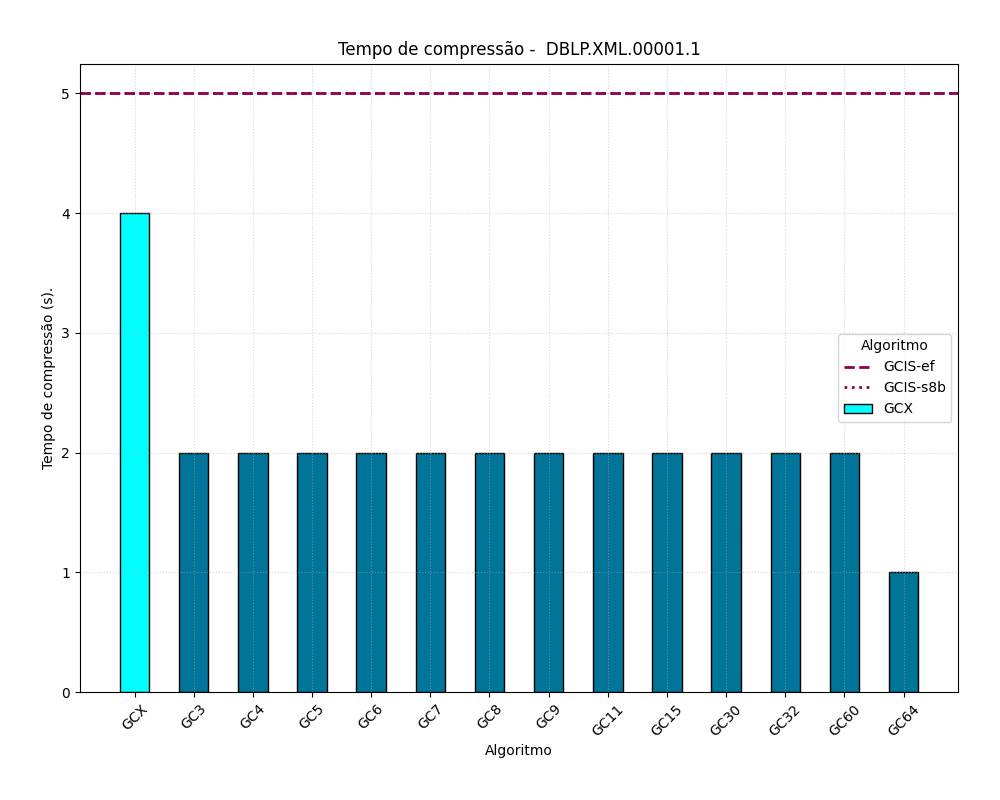 Tempo de compressão -  DBLP.XML.00001.1
Tempo de compressão (s).
5
4
3
2
1
0
Algoritmo
GCIS-ef
GCIS-s8b
GCX
GCX GC3 GC4 GC5 GC6 GC7 GC8 GC9 GC11 GC15 GC30 GC32 GC60 GC64
Algoritmo